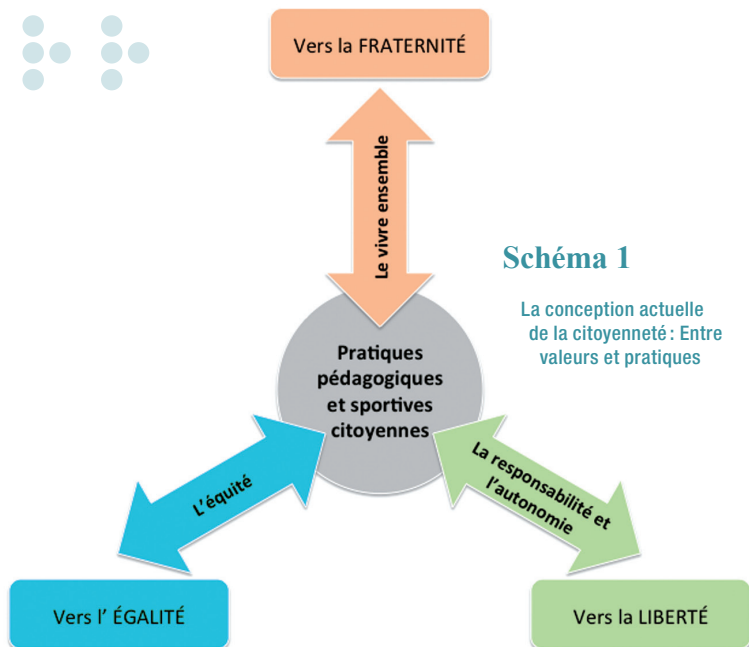 Vers la FRATERNITÉ
Le vivre ensemble
Schéma 1
La conception actuelle
de la citoyenneté : Entre
valeurs et pratiques
Pratiques
pédagogiques
et sportives
citoyennes
L'équité
La responsabilité et
l'autonomie
Vers l' ÉGALITÉ
Vers la LIBERTÉ